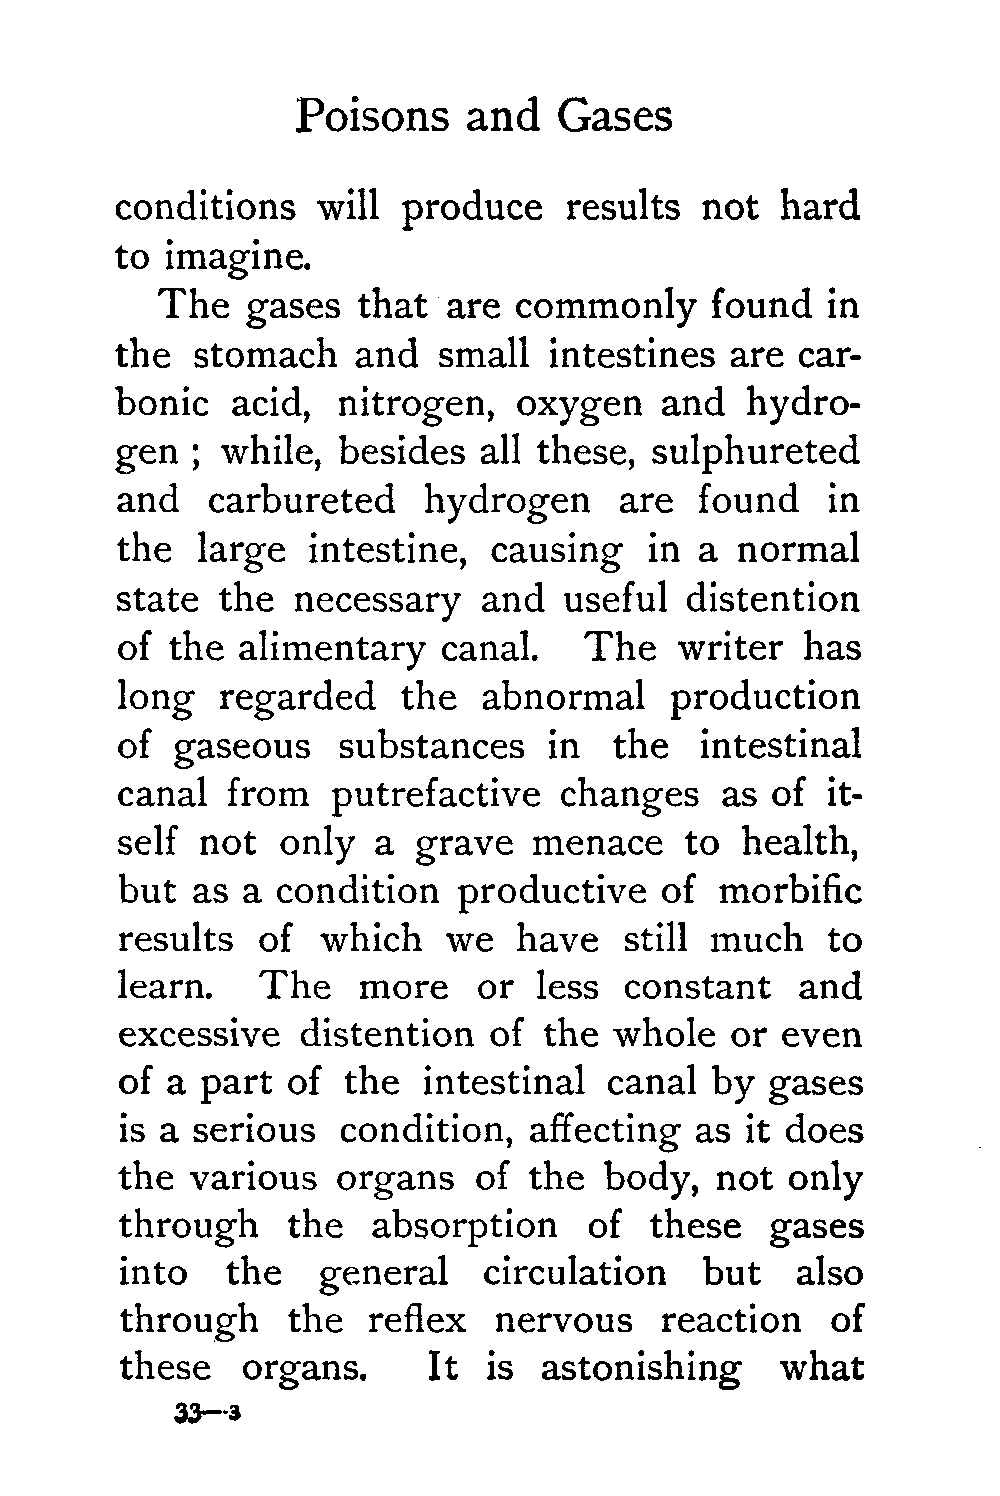 Poisons and Gases
conditions will produce results not hard
to imagine.
The gases that are commonly found in
the stomach and small intestines are car-
bonic acid, nitrogen, oxygen and hydro-
gen ; while, besides all these, sulphureted
and carbureted hydrogen are found in
the large intestine, causing in a normal
state the necessary and useful distention
of the alimentary canal. The writer has
long regarded the abnormal production
of gaseous substances in the intestinal
canal from putrefactive changes as of it-
self not only a grave menace to health,
but as a condition productive of morbific
results of which we have still much to
learn. The more or less constant and
excessive distention of the whole or even
of a part of the intestinal canal by gases
is a serious condition, affecting as it does
the various organs of the body, not only
through the absorption of these gases
into the general circulation but also
through the reflex nervous reaction of
these organs. It is astonishing what
33—3